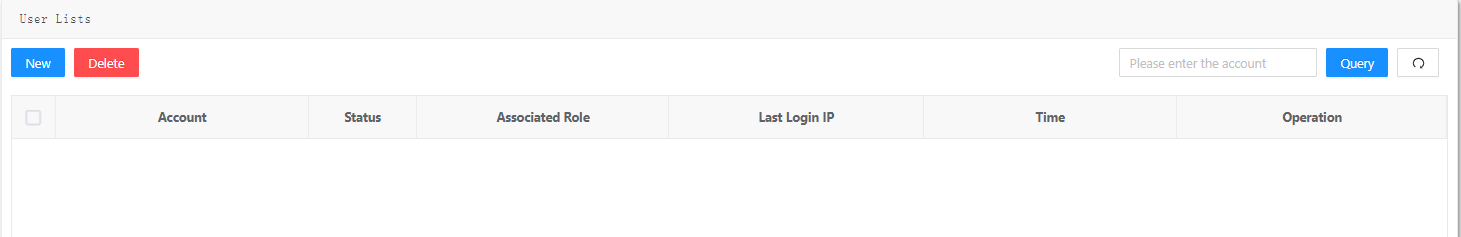 User Lists
New Delete Please enter the account Query
Account Status Associated Role Last Login IP Time Operation